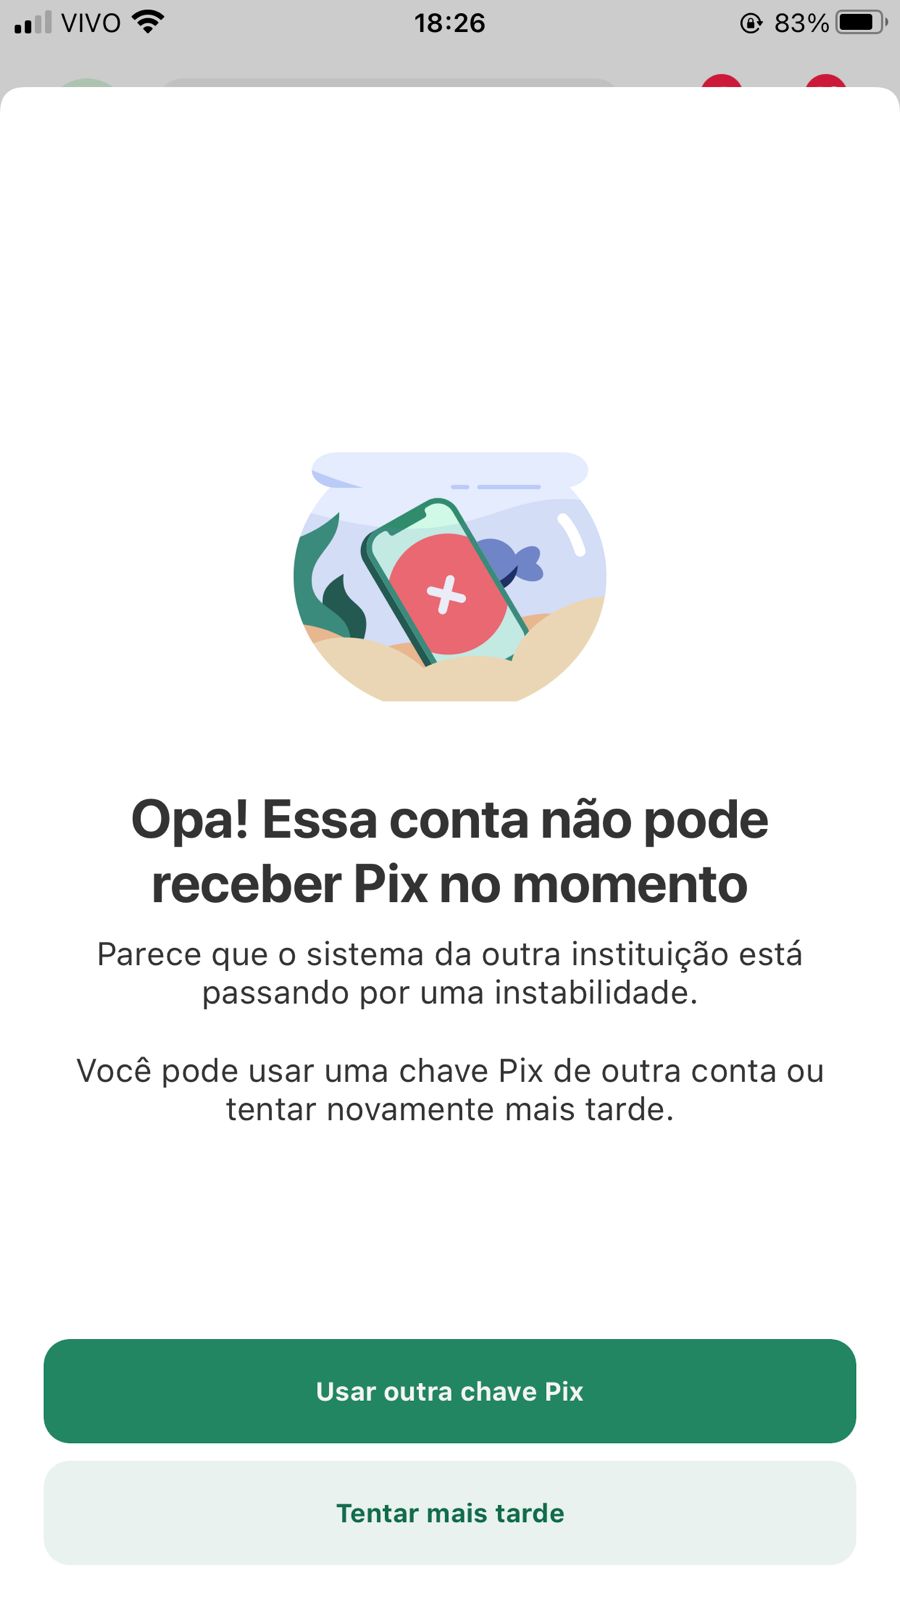 VIVO 18:26 83%
Opa! Essa conta não pode
receber Pix no momento
Parece que o sistema da outra instituição está
passando por uma instabilidade.
Você pode usar uma chave Pix de outra conta ou
tentar novamente mais tarde.
Usar outra chave Pix
Tentar mais tarde